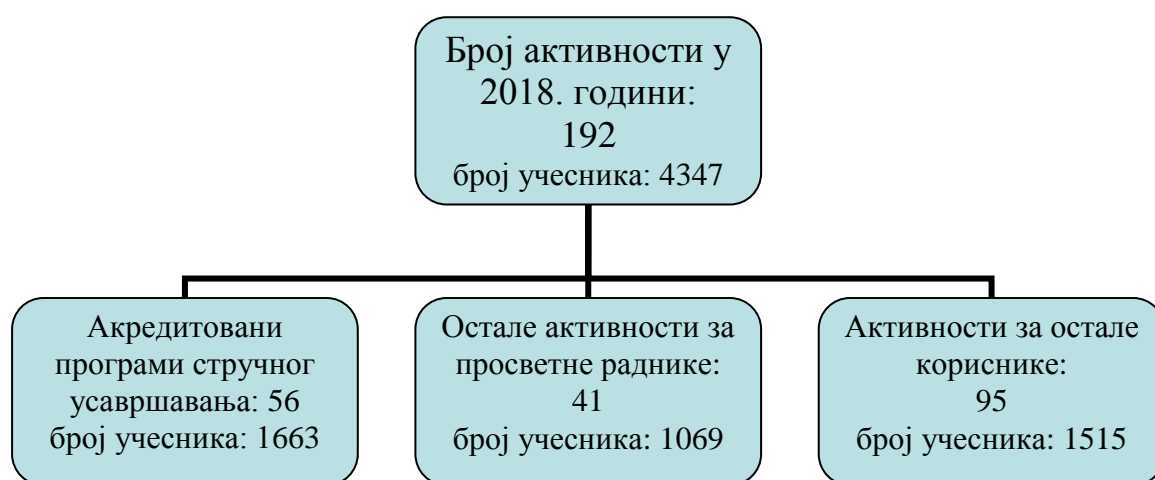 Број активности у
2018. години:
192
број учесника: 4347
Акредитовани
програми стручног
усавршавања: 56
број учесника: 1663
Остале активности за
просветне раднике:
41
број учесника: 1069
Активности за остале
кориснике:
95
број учесника: 1515